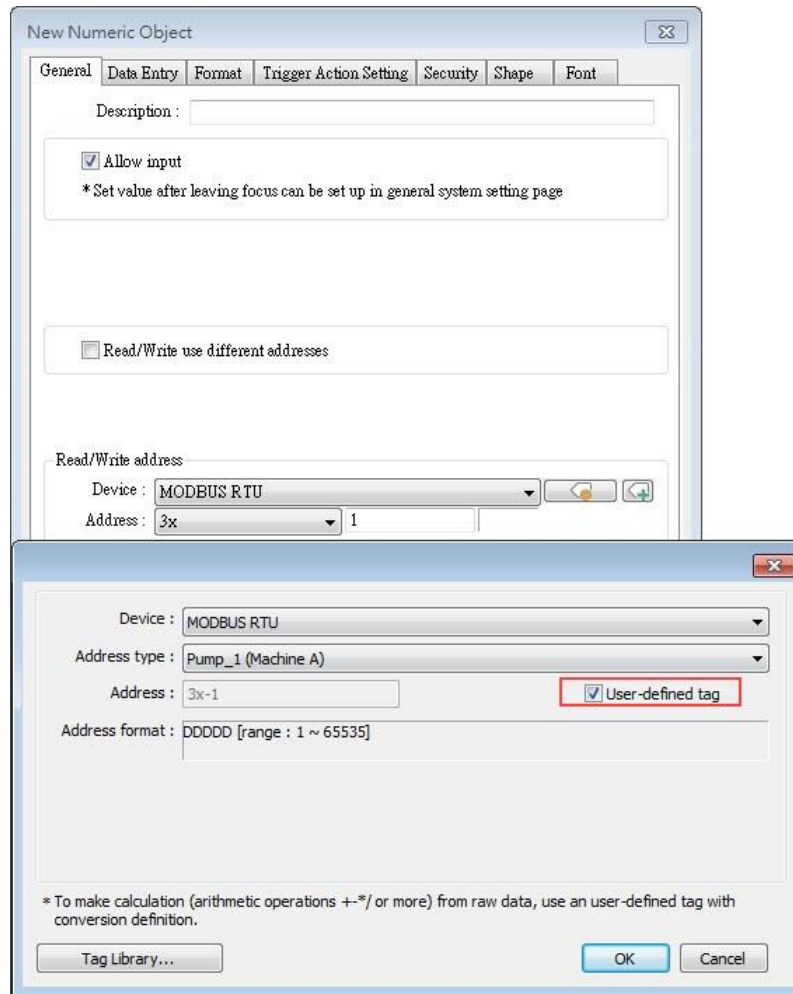 New Numeric Object
General Data Entry Format Trigger Action Setting Security Shape Font
Description :
Allow input
* Set value after leaving focus can be set up in general system setting page
Read/Write use different addresses
Read/Write address
Device : MODBUS RTU
Address : 3x 1
Device : MODBUS RTU
Address type : Pump_1 (Machine A)
Address : 3x-1 User-defined tag
Address format : DDDDD [range : 1 ~ 65535]
* To make calculation (arithmetic operations +-*/ or more) from raw data, use an user-defined tag with
conversion definition.
Tag Library... OK Cancel